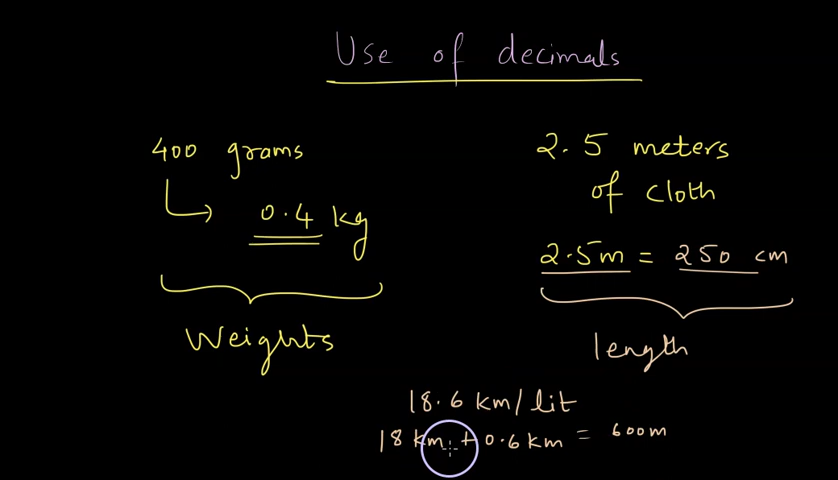 Use of decimals
400 grams
0.4 kg
Weights
2.5 meters
of cloth
2.5m = 250 cm
length
18.6 km/lit
18 km + 0.6 km = 600m